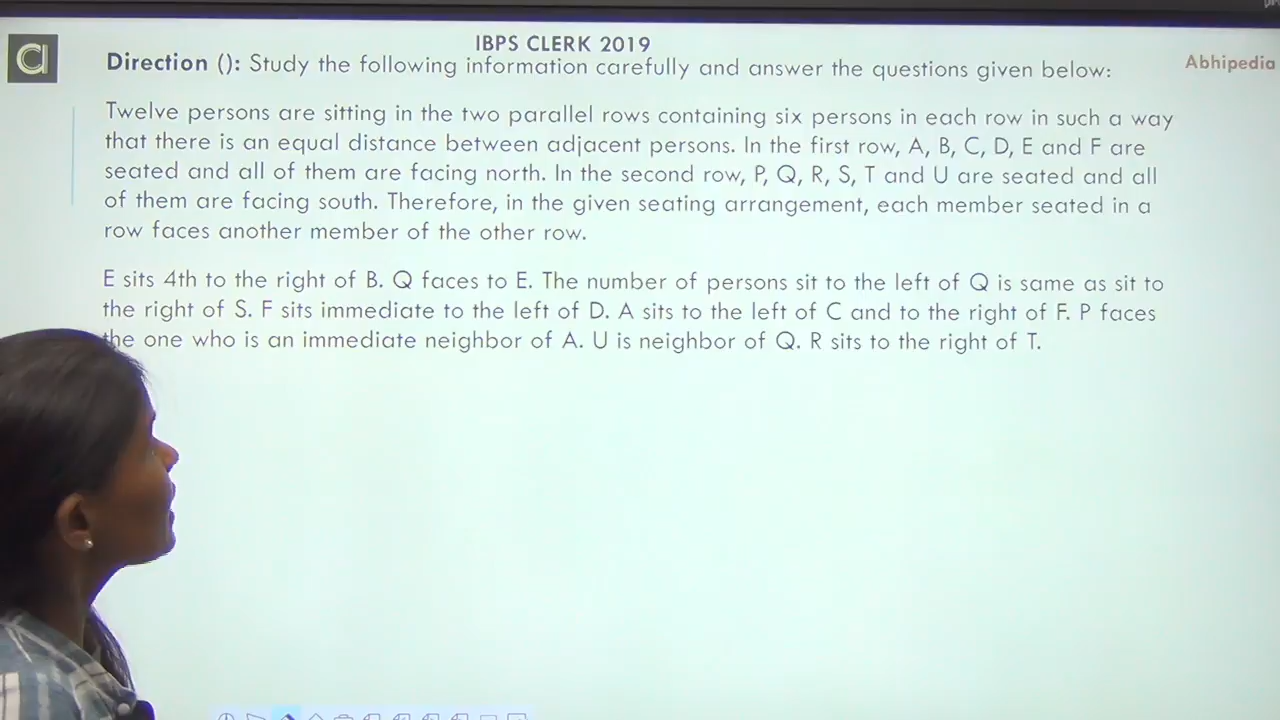 IBPS CLERK 2019
Direction (): Study the following information carefully and answer the questions given below:
Abhipedia
Twelve persons are sitting in the two parallel rows containing six persons in each row in such a way
that there is an equal distance between adjacent persons. In the first row, A, B, C, D, E and F are
seated and all of them are facing north. In the second row, P, Q, R, S, T and U are seated and all
of them are facing south. Therefore, in the given seating arrangement, each member seated in a
row faces another member of the other row.
E sits 4th to the right of B. Q faces to E. The number of persons sit to the left of Q is same as sit to
the right of S. F sits immediate to the left of D. A sits to the left of C and to the right of F. P faces
the one who is an immediate neighbor of A. U is neighbor of Q. R sits to the right of T.